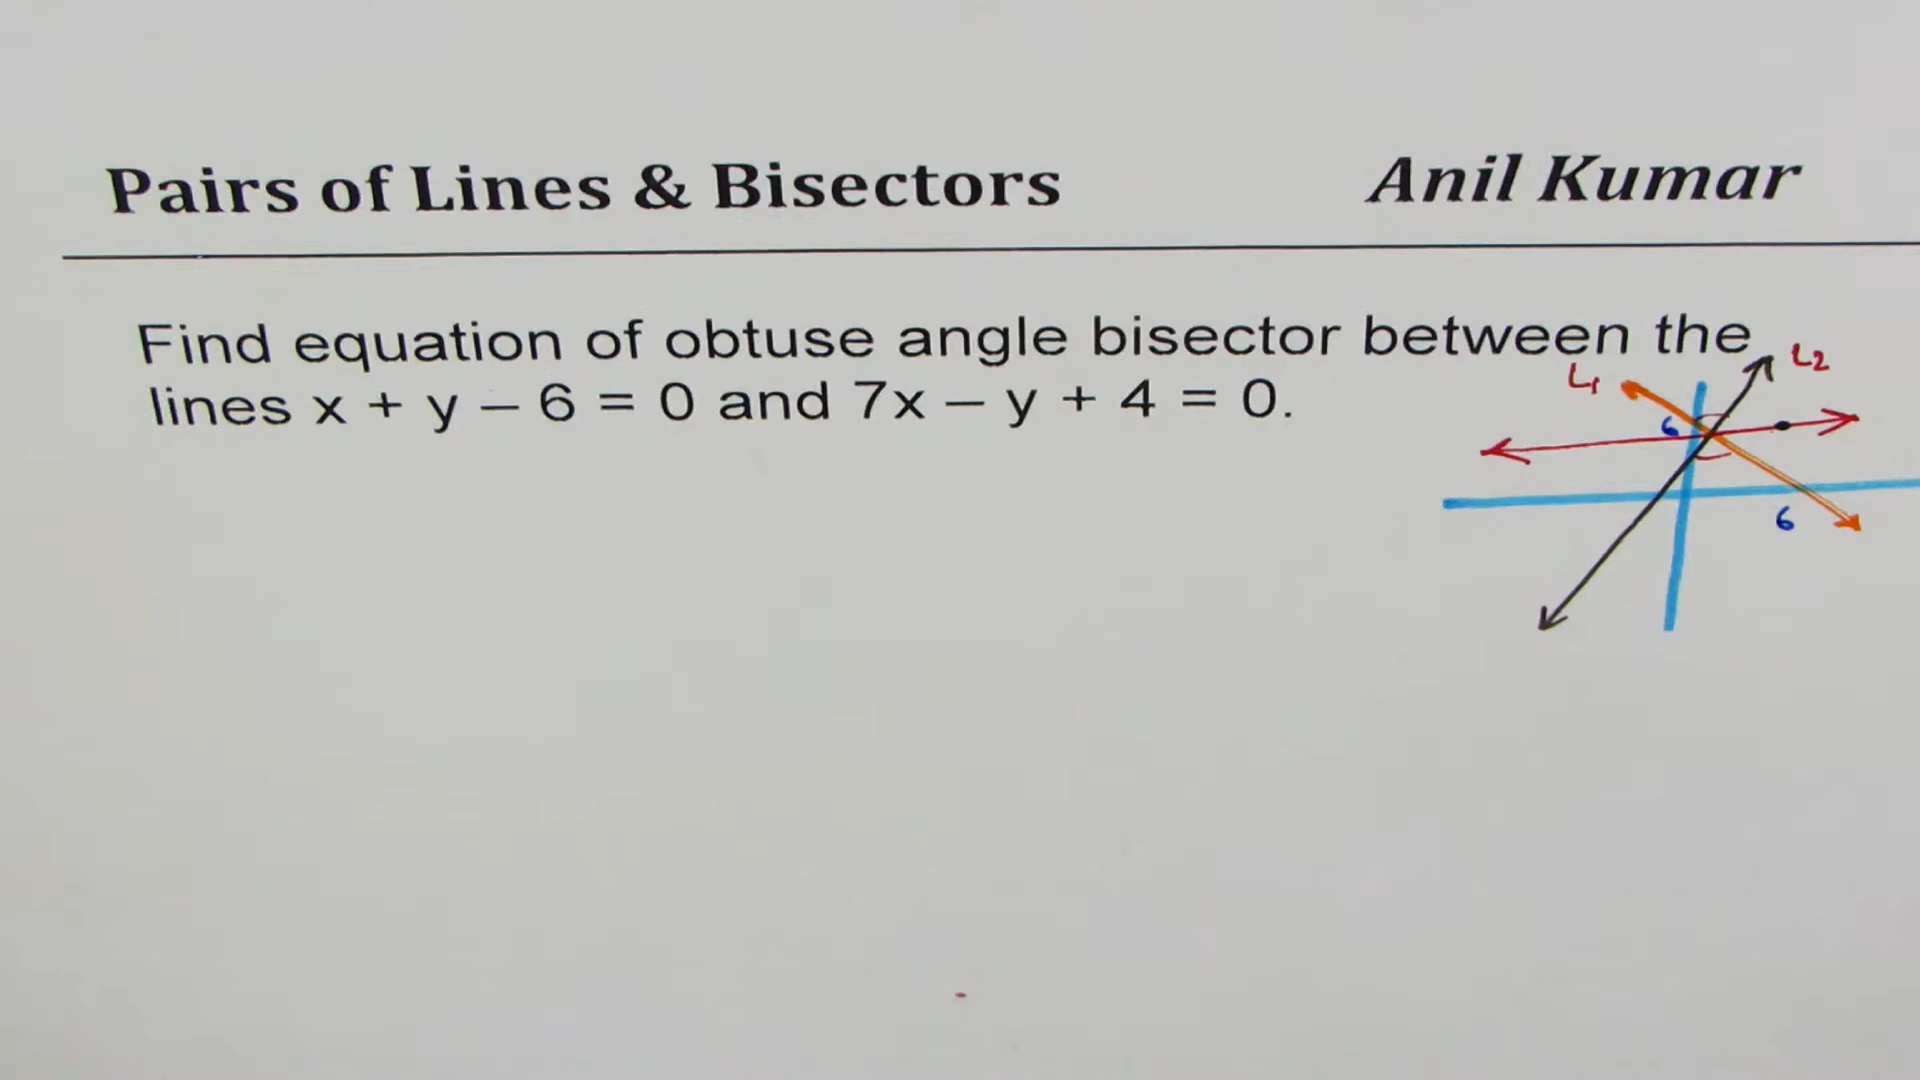 Pairs of Lines & Bisectors Anil Kumar
Find equation of obtuse angle bisector between the
lines x + y – 6 = 0 and 7x – y + 4 = 0.
L1
L2
6
6